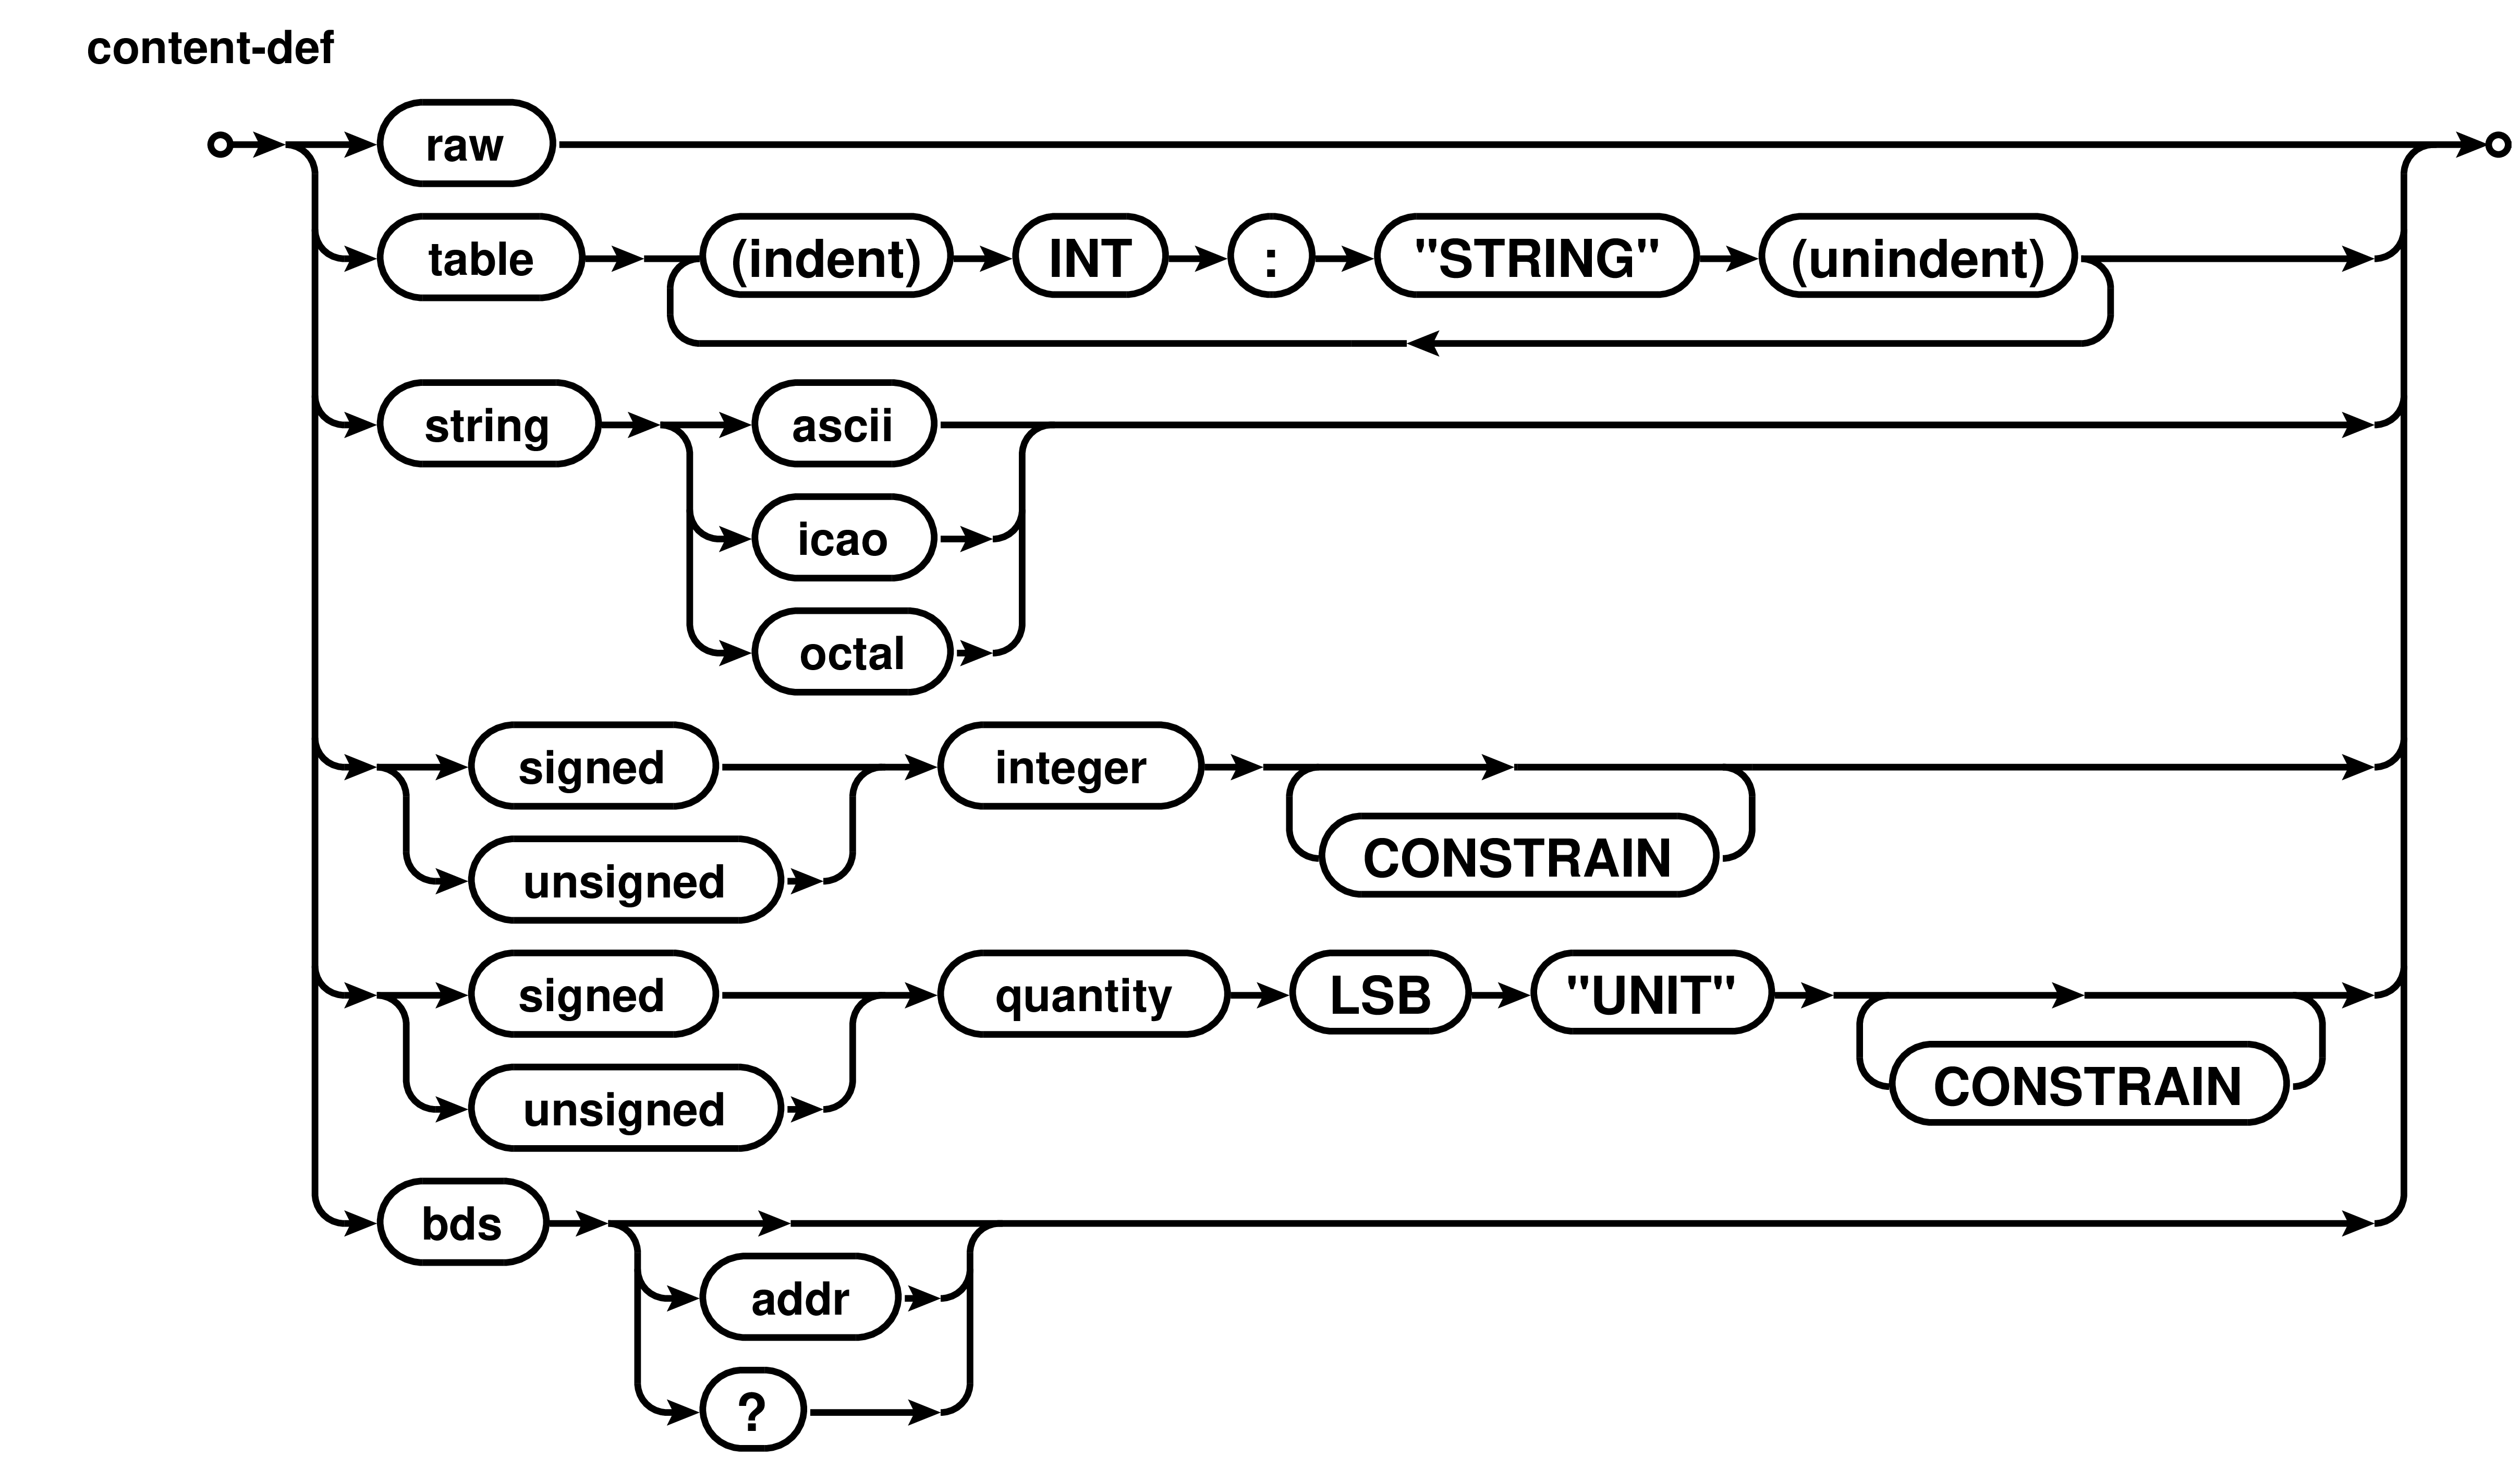 content-def
raw
table (indent) INT : "STRING" (unindent)
string ascii
icao
octal
signed integer
CONSTRAIN
unsigned
signed quantity LSB "UNIT"
CONSTRAIN
unsigned
bds
addr
?